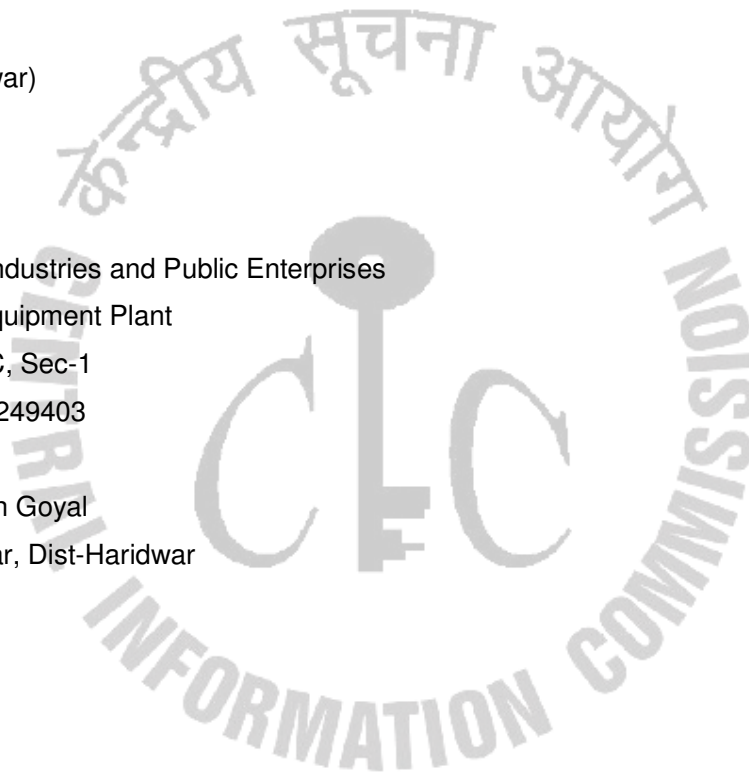 केन्द्रीय सूचना आयोग
war)
ndustries and Public Enterprises
quipment Plant
C, Sec-1
249403
n Goyal
ar, Dist-Haridwar
CIC
CENTRAL INFORMATION COMMISSION